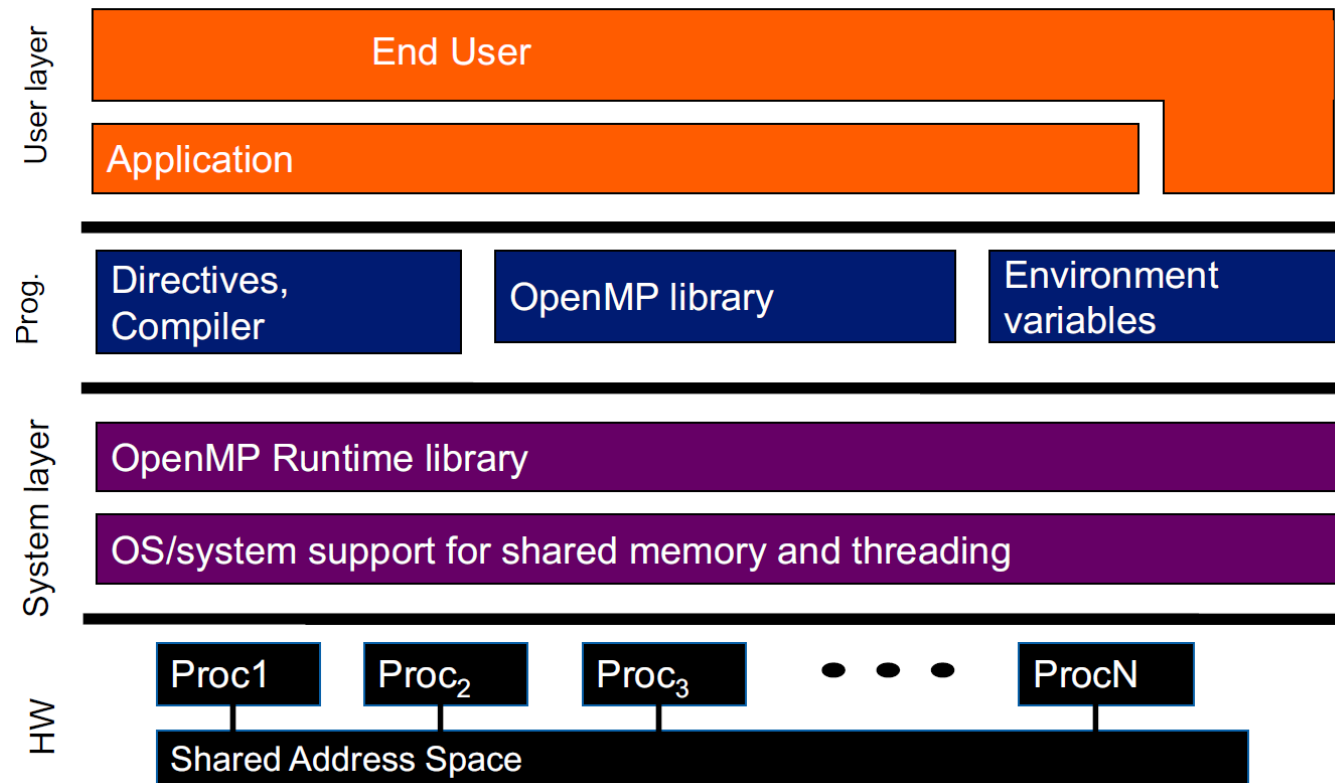 User layer
End User
Application
Prog.
Directives,
Compiler
OpenMP library
Environment
variables
System layer
OpenMP Runtime library
OS/system support for shared memory and threading
HW
Proc1
Proc₂
Proc₃
• • •
ProcN
Shared Address Space